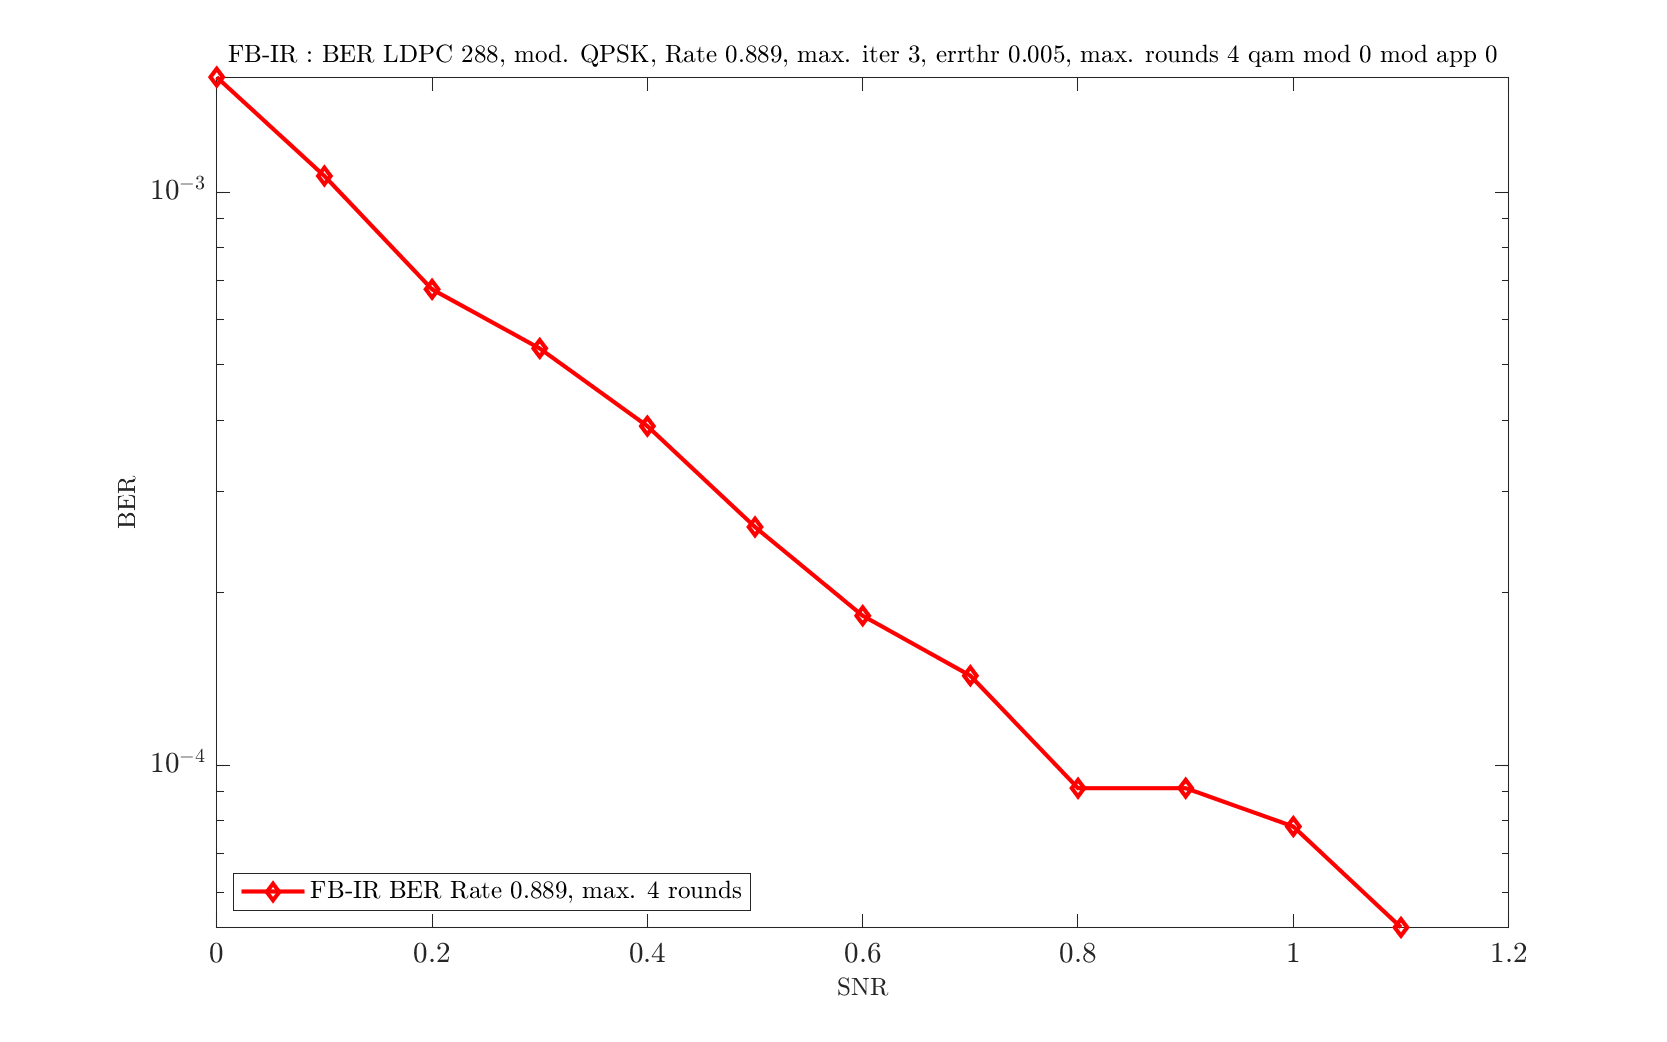 FB-IR : BER LDPC 288, mod. QPSK, Rate 0.889, max. iter 3, errthr 0.005, max. rounds 4 qam mod 0 mod app 0
10⁻³
BER
10⁻⁴
FB-IR BER Rate 0.889, max. 4 rounds
0 0.2 0.4 0.6 0.8 1 1.2
SNR